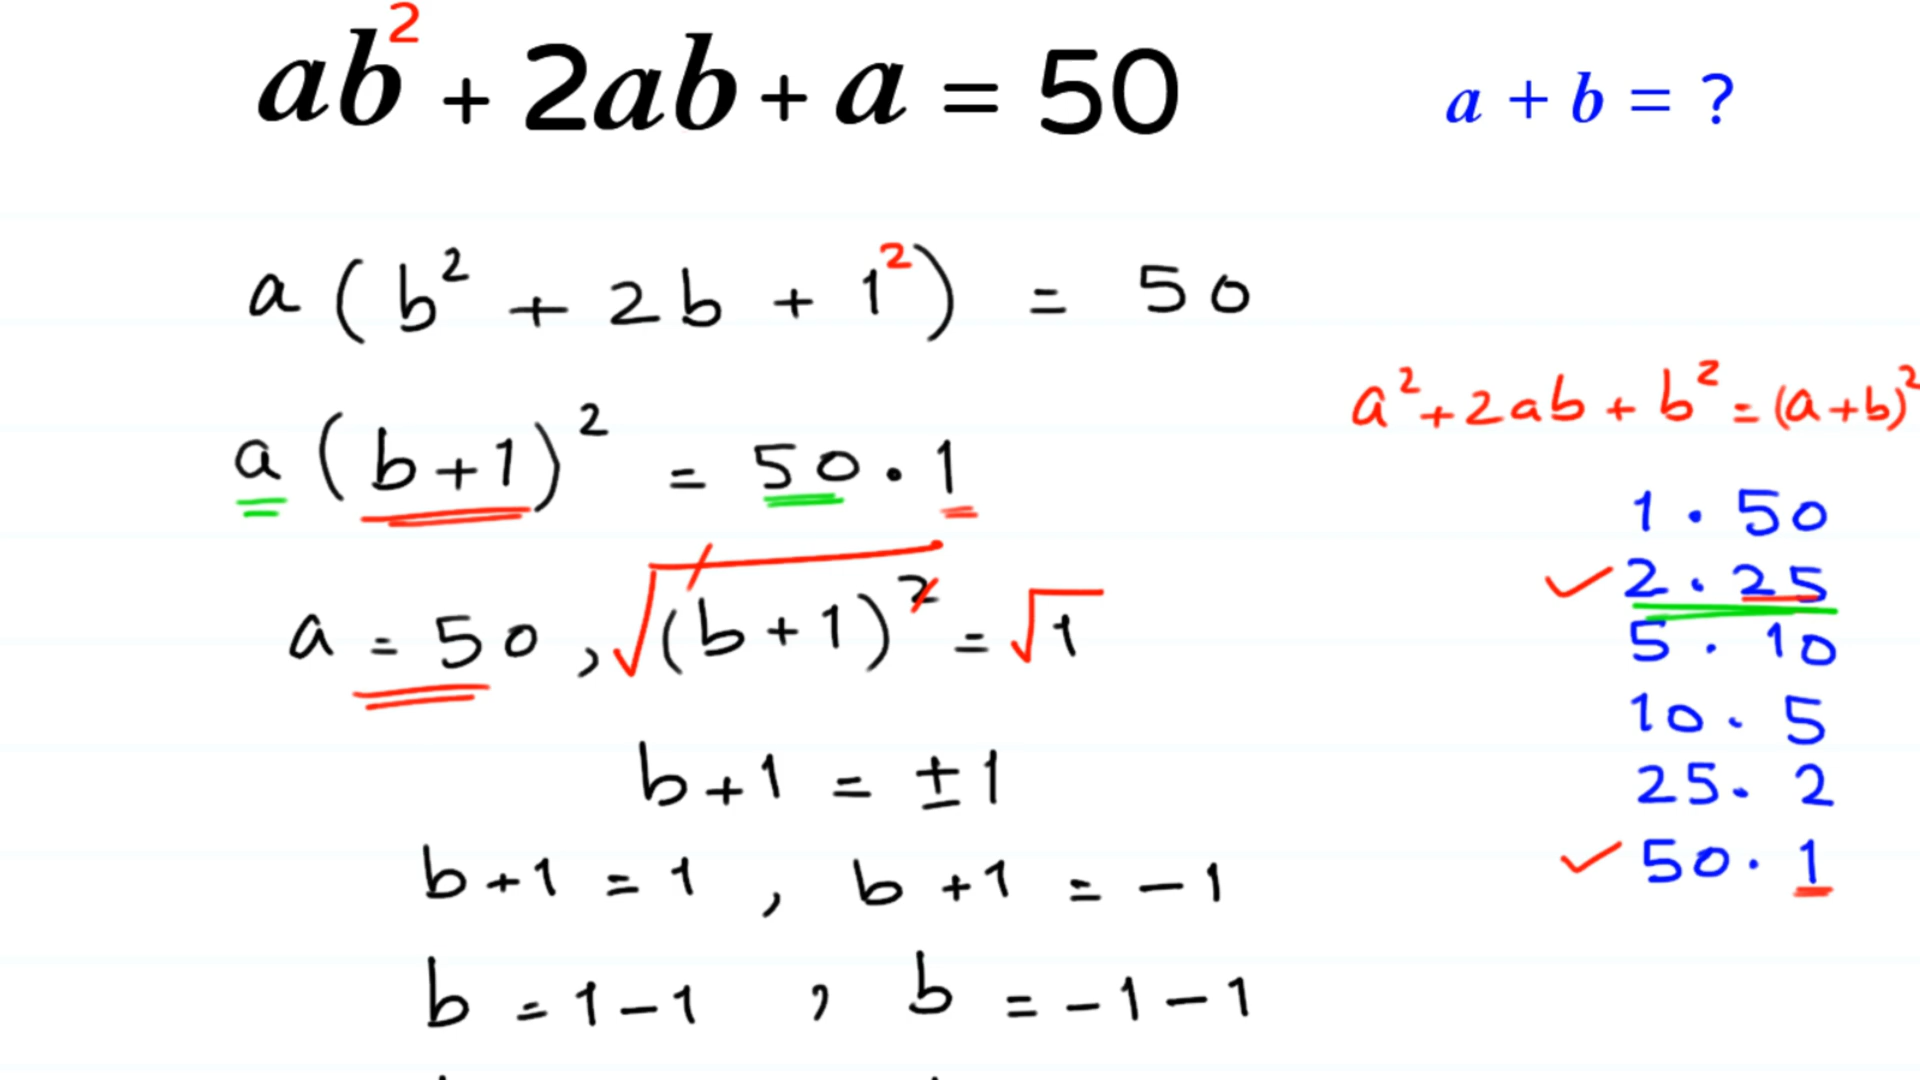 ab² + 2ab + a = 50
a + b = ?
a(b² + 2b + 1²) = 50
a(b+1)² = 50 · 1
a = 50, √(b+1)² = √1
b+1 = ±1
b+1 = 1 , b+1 = -1
b = 1-1 , b = -1-1
a² + 2ab + b² = (a+b)²
1 · 50
✓ 2 · 25
5 · 10
10 · 5
25 · 2
✓ 50 · 1